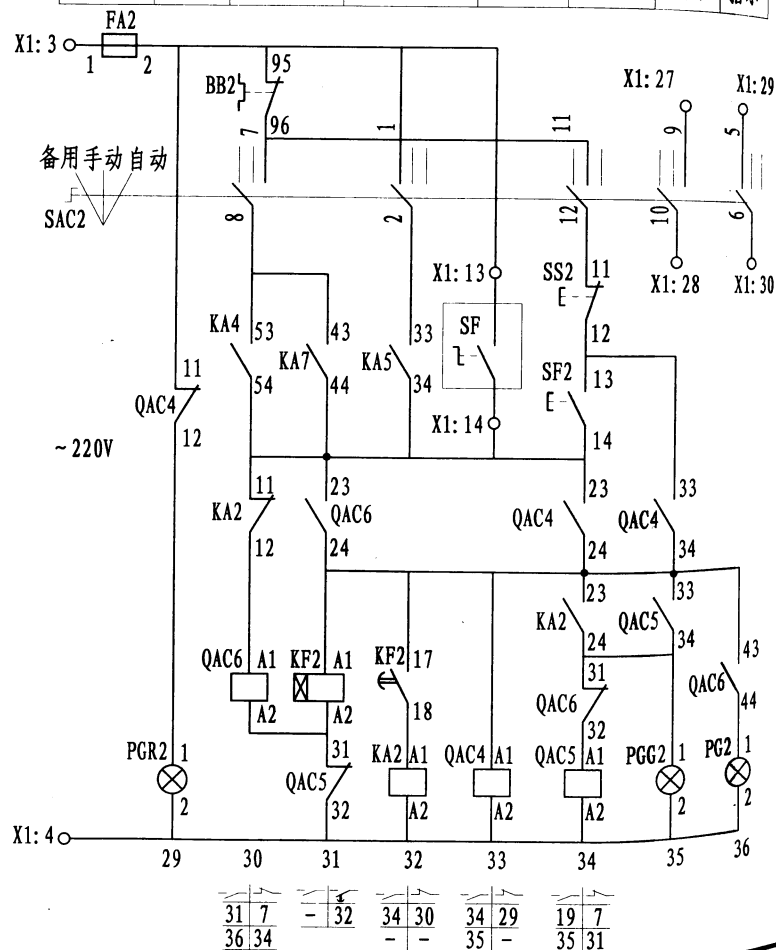 FA2
X1:3
1 2
95
BB2
96
7
1
11
X1:27
X1:29
9
5
备用手动自动
SAC2
8
2
12
10
6
X1:28
X1:30
X1:13
SS2
11
12
KA4
53
54
KA7
43
44
KA5
33
34
SF
SF2
13
14
X1:14
QAC4
11
12
~220V
KA2
11
12
23
QAC6
24
QAC4
23
24
QAC4
33
34
KA2
23
24
QAC5
33
34
QAC6
43
44
QAC6 A1
A2
KF2 A1
A2
KF2 17
18
QAC6
31
32
PGR2 1
2
QAC5
31
32
KA2 A1
A2
QAC4 A1
A2
QAC5 A1
A2
PGG2 1
2
PG2 1
2
X1:4
29 30 31 32 33 34 35 36
31 7 - 32 34 30 34 29 19 7
36 34 - - 35 - 35 31